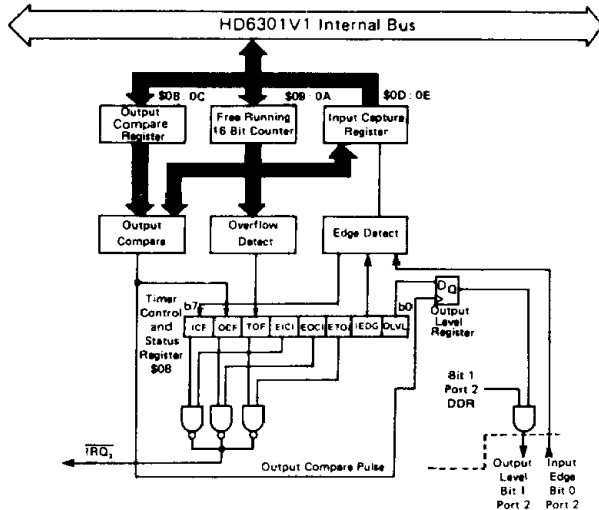 HD6301V1 Internal Bus
$0B:0C
$09:0A
$0D:0E
Output
Compare
Register
Free Running
16 Bit Counter
Input Capture
Register
Output
Compare
Overflow
Detect
Edge Detect
Timer
Control
and
Status
Register
$08
b7
b0
ICF OCF TOF EICI EOCI ETOI IEDG OLVL
D Q
Output
Level
Register
Bit 1
Port 2
DDR
Output Compare Pulse
Output
Level
Bit 1
Port 2
Input
Edge
Bit 0
Port 2